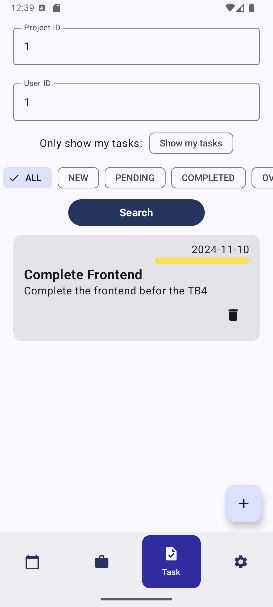 12:39
Project ID
1
User ID
1
Only show my tasks: Show my tasks
ALL NEW PENDING COMPLETED OV
Search
2024-11-10
Complete Frontend
Complete the frontend befor the TB4
+
Task